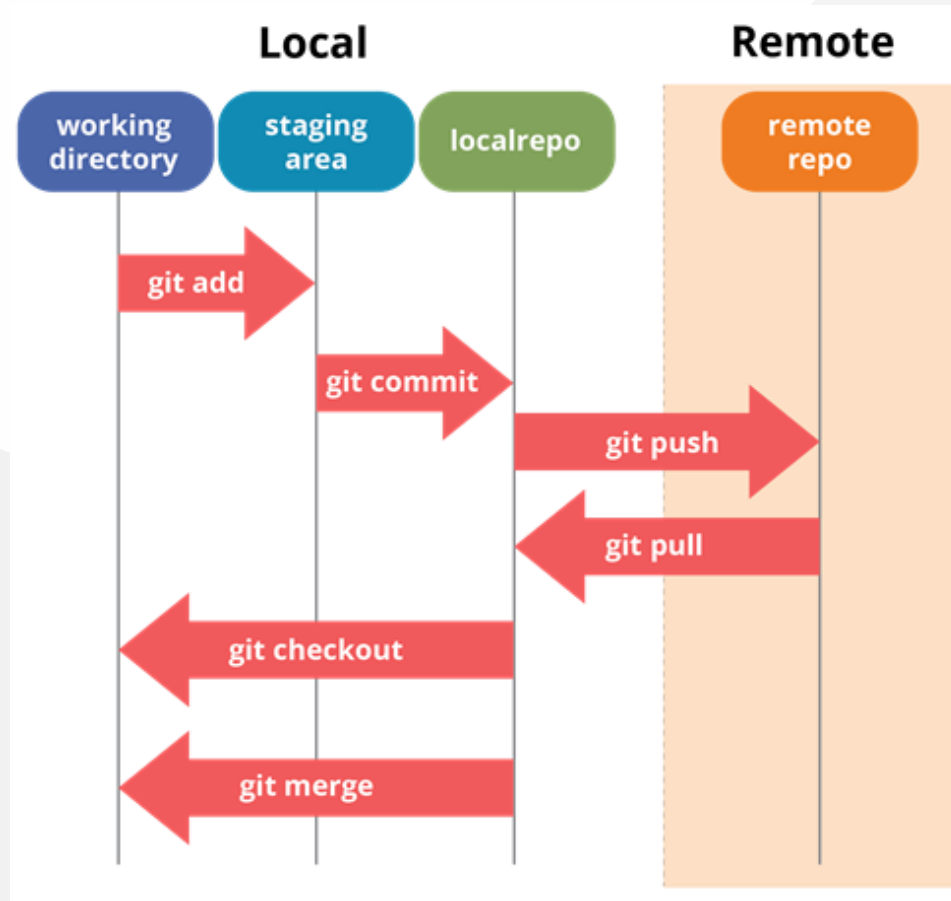 Local
Remote
working
directory
staging
area
localrepo
remote
repo
git add
git commit
git push
git pull
git checkout
git merge